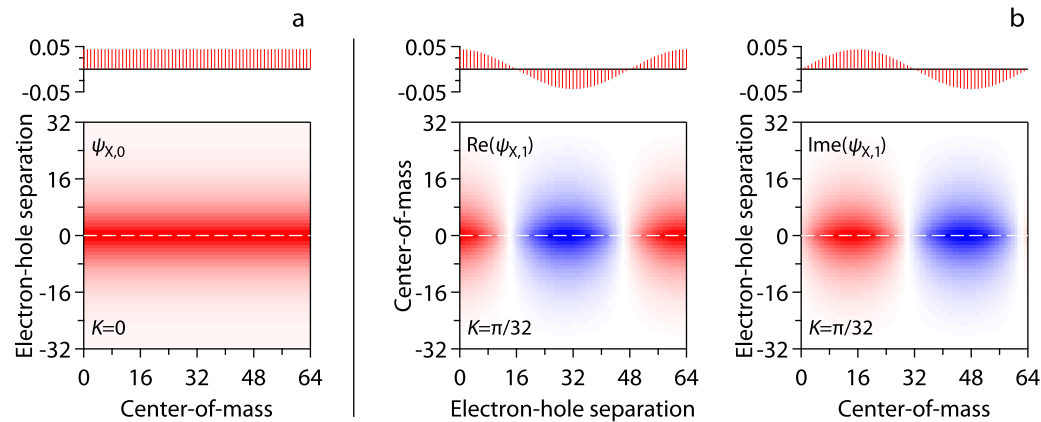 a
0.05
-0.05
32
16
0
-16
-32
Electron-hole separation
ψX,0
K=0
0 16 32 48 64
Center-of-mass
0.05
-0.05
32
16
0
-16
-32
Center-of-mass
Re(ψX,1)
K=π/32
0 16 32 48 64
Electron-hole separation
b
0.05
-0.05
32
16
0
-16
-32
Electron-hole separation
Ime(ψX,1)
K=π/32
0 16 32 48 64
Center-of-mass